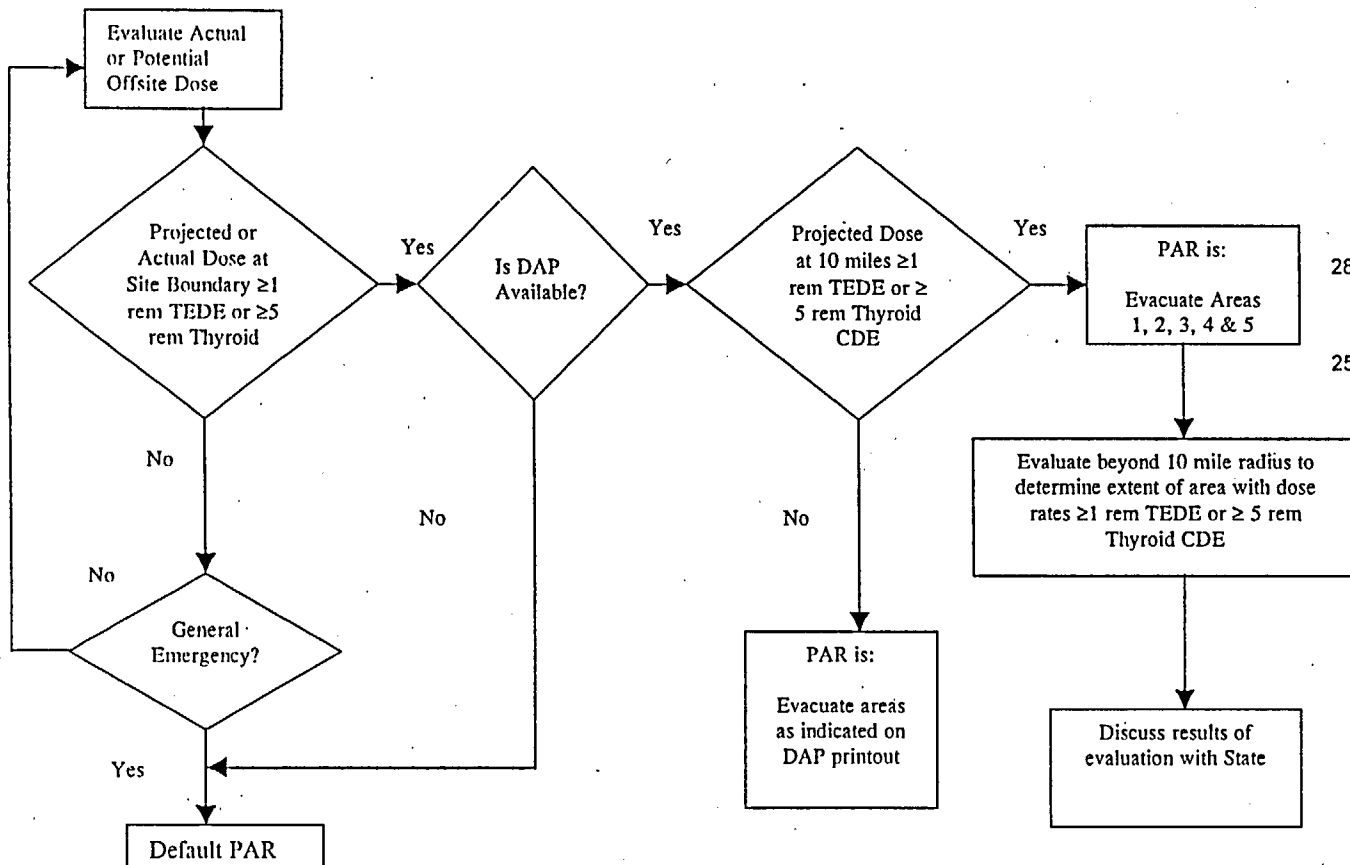 Evaluate Actual
or Potential
Offsite Dose
Projected or
Actual Dose at
Site Boundary ≥1
rem TEDE or ≥5
rem Thyroid
Yes
Is DAP
Available?
Yes
Projected Dose
at 10 miles ≥1
rem TEDE or ≥
5 rem Thyroid
CDE
Yes
PAR is:
Evacuate Areas
1, 2, 3, 4 & 5
28
25
No
No
No
Evaluate beyond 10 mile radius to
determine extent of area with dose
rates ≥1 rem TEDE or ≥ 5 rem
Thyroid CDE
No
General
Emergency?
Yes
PAR is:
Evacuate areas
as indicated on
DAP printout
Discuss results of
evaluation with State
Default PAR